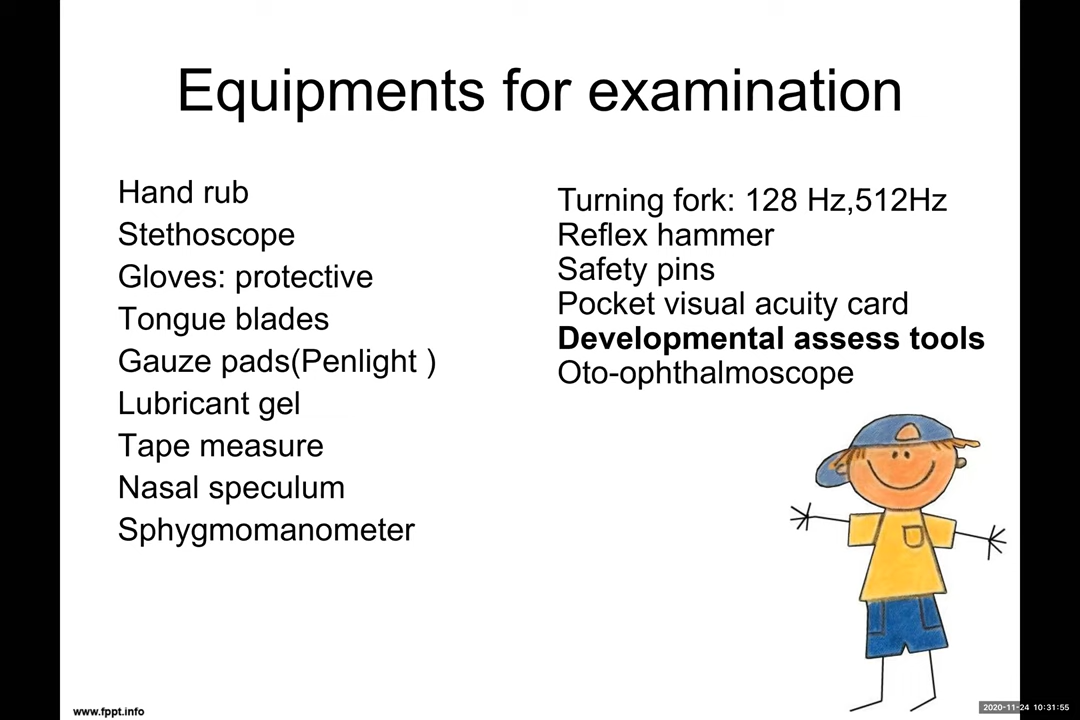 Equipments for examination
Hand rub
Stethoscope
Gloves: protective
Tongue blades
Gauze pads(Penlight )
Lubricant gel
Tape measure
Nasal speculum
Sphygmomanometer
Turning fork: 128 Hz,512Hz
Reflex hammer
Safety pins
Pocket visual acuity card
Developmental assess tools
Oto-ophthalmoscope
www.fppt.info
2020-11-24 10:31:55